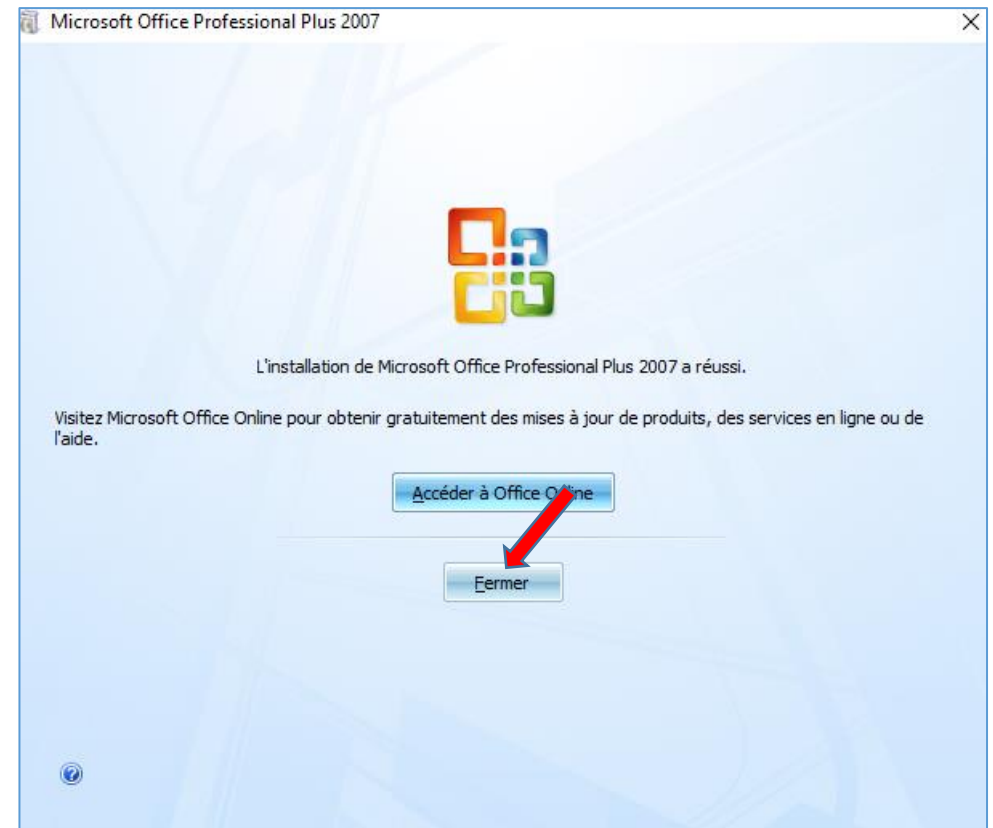 Microsoft Office Professional Plus 2007
L'installation de Microsoft Office Professional Plus 2007 a réussi.
Visitez Microsoft Office Online pour obtenir gratuitement des mises à jour de produits, des services en ligne ou de
l'aide.
Accéder à Office Online
Fermer